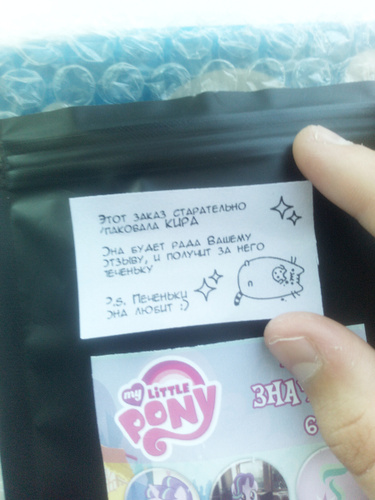 Этот заказ старательно
упаковала КИРА
Она будет рада Вашему
отзыву, и получит за него
печеньку
P.S. Печеньки
она любит :)
my LiTTLE
PONY
ЗНА
6